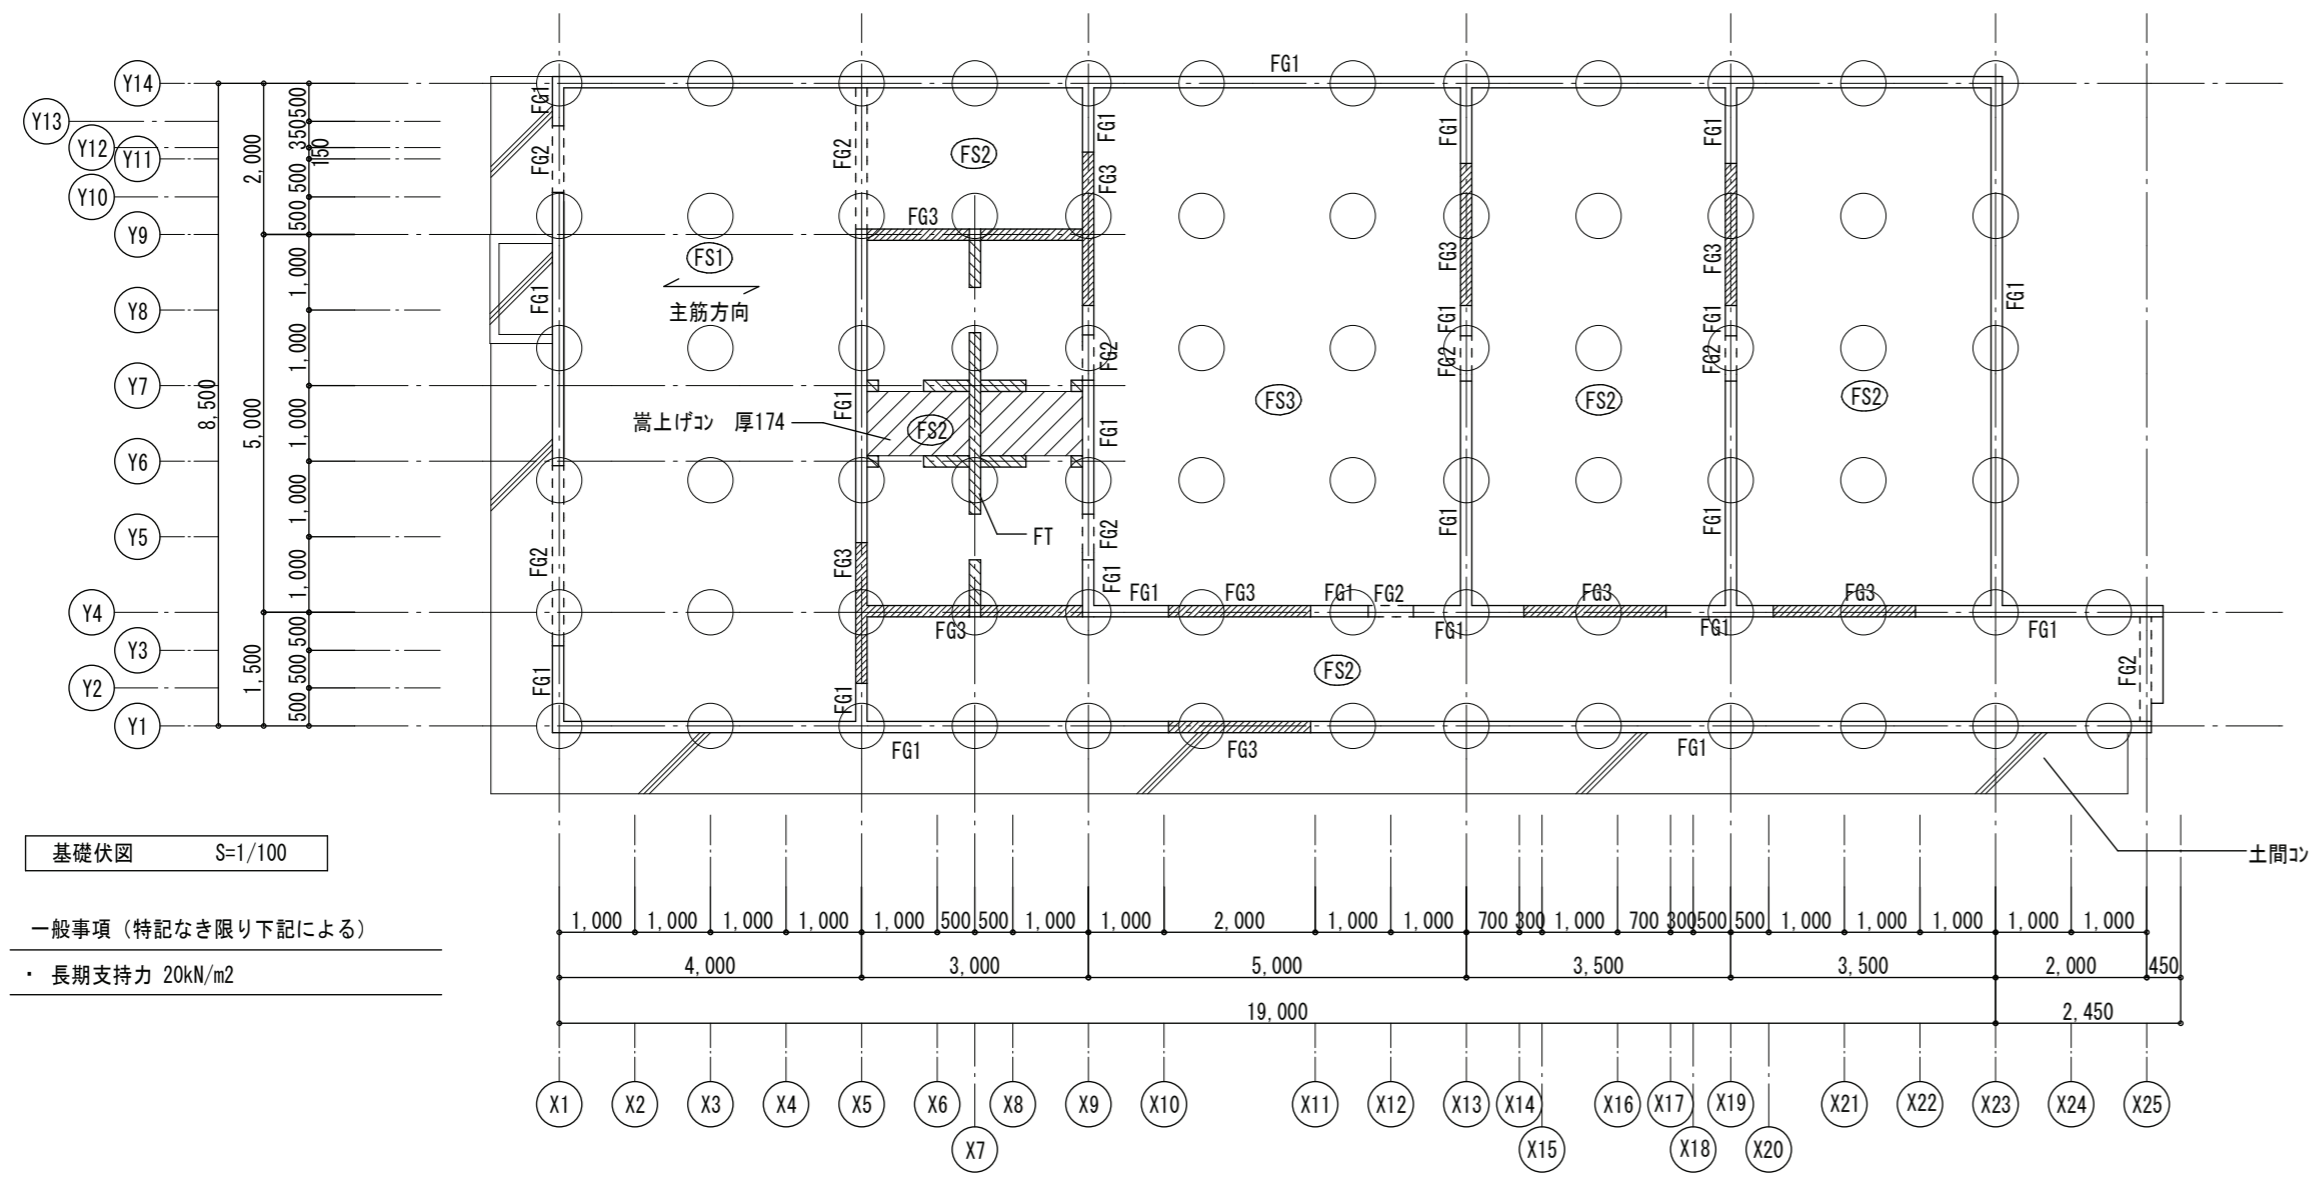 FG1
Y14
Y13
Y12
Y11
Y10
Y9
Y8
Y7
Y6
Y5
Y4
Y3
Y2
Y1
8,500
2,000
5,000
1,500
500
350
150
500
500
1,000
1,000
1,000
1,000
1,000
500
500
500
FG1
FG2
FG1
FG2
FG1
FG2
FG1
FG3
FG1
FS2
FG3
FS1
主筋方向
嵩上げコン 厚174
FS2
FT
FG3
FG1
FG3
FG2
FG1
FG2
FG1
FG1
FG3
FG1
FG2
FG1
FG1
FG3
FG1
FG2
FG1
FG1
FS3
FS2
FS2
FG1
FG3
FG1
FG2
FG1
FG3
FG1
FG3
FG1
FG2
FS2
FG1
FG3
FG1
土間コン
基礎伏図 S=1/100
一般事項(特記なき限り下記による)
・ 長期支持力 20kN/m2
1,000 1,000 1,000 1,000 1,000 500 500 1,000 1,000 2,000 1,000 1,000 700 300 1,000 700 300 500 500 1,000 1,000 1,000 1,000 1,000
4,000 3,000 5,000 3,500 3,500 2,000 450
19,000 2,450
X1 X2 X3 X4 X5 X6 X8 X9 X10 X11 X12 X13 X14 X16 X17 X19 X21 X22 X23 X24 X25
X7 X15 X18 X20